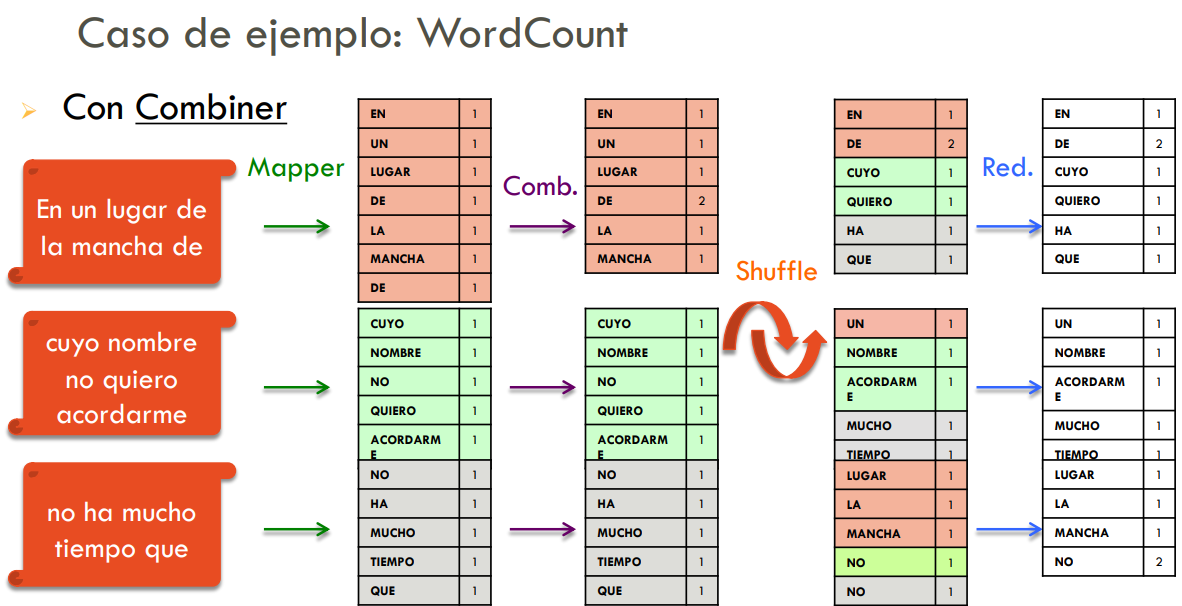 Caso de ejemplo: WordCount
Con Combiner
En un lugar de
la mancha de
cuyo nombre
no quiero
acordarme
no ha mucho
tiempo que
Mapper
EN 1
UN 1
LUGAR 1
DE 1
LA 1
MANCHA 1
DE 1
CUYO 1
NOMBRE 1
NO 1
QUIERO 1
ACORDARM 1
E
NO 1
HA 1
MUCHO 1
TIEMPO 1
QUE 1
Comb.
EN 1
UN 1
LUGAR 1
DE 2
LA 1
MANCHA 1
CUYO 1
NOMBRE 1
NO 1
QUIERO 1
ACORDARM 1
E
NO 1
HA 1
MUCHO 1
TIEMPO 1
QUE 1
Shuffle
EN 1
DE 2
CUYO 1
QUIERO 1
HA 1
QUE 1
UN 1
NOMBRE 1
ACORDARM 1
E
MUCHO 1
TIEMPO 1
LUGAR 1
LA 1
MANCHA 1
NO 1
NO 1
Red.
EN 1
DE 2
CUYO 1
QUIERO 1
HA 1
QUE 1
UN 1
NOMBRE 1
ACORDARM 1
E
MUCHO 1
TIEMPO 1
LUGAR 1
LA 1
MANCHA 1
NO 2